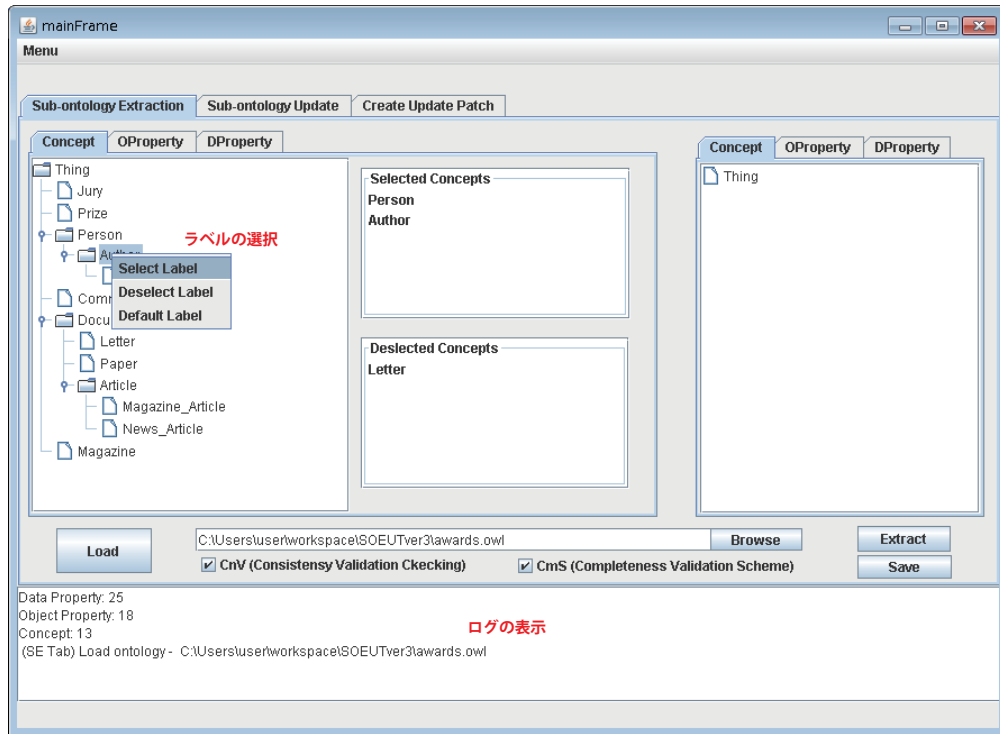 mainFrame
Menu
Sub-ontology Extraction Sub-ontology Update Create Update Patch
Concept OProperty DProperty
Thing
Jury
Prize
Person
ラベルの選択
Select Label
Deselect Label
Default Label
Letter
Paper
Article
Magazine_Article
News_Article
Magazine
Selected Concepts
Person
Author
Deslected Concepts
Letter
Concept OProperty DProperty
Thing
Load
C:\Users\user\workspace\SOEUTver3\awards.owl
Browse
CnV (Consistensy Validation Ckecking)
CmS (Completeness Validation Scheme)
Extract
Save
Data Property: 25
Object Property: 18
Concept: 13
(SE Tab) Load ontology - C:\Users\user\workspace\SOEUTver3\awards.owl
ログの表示